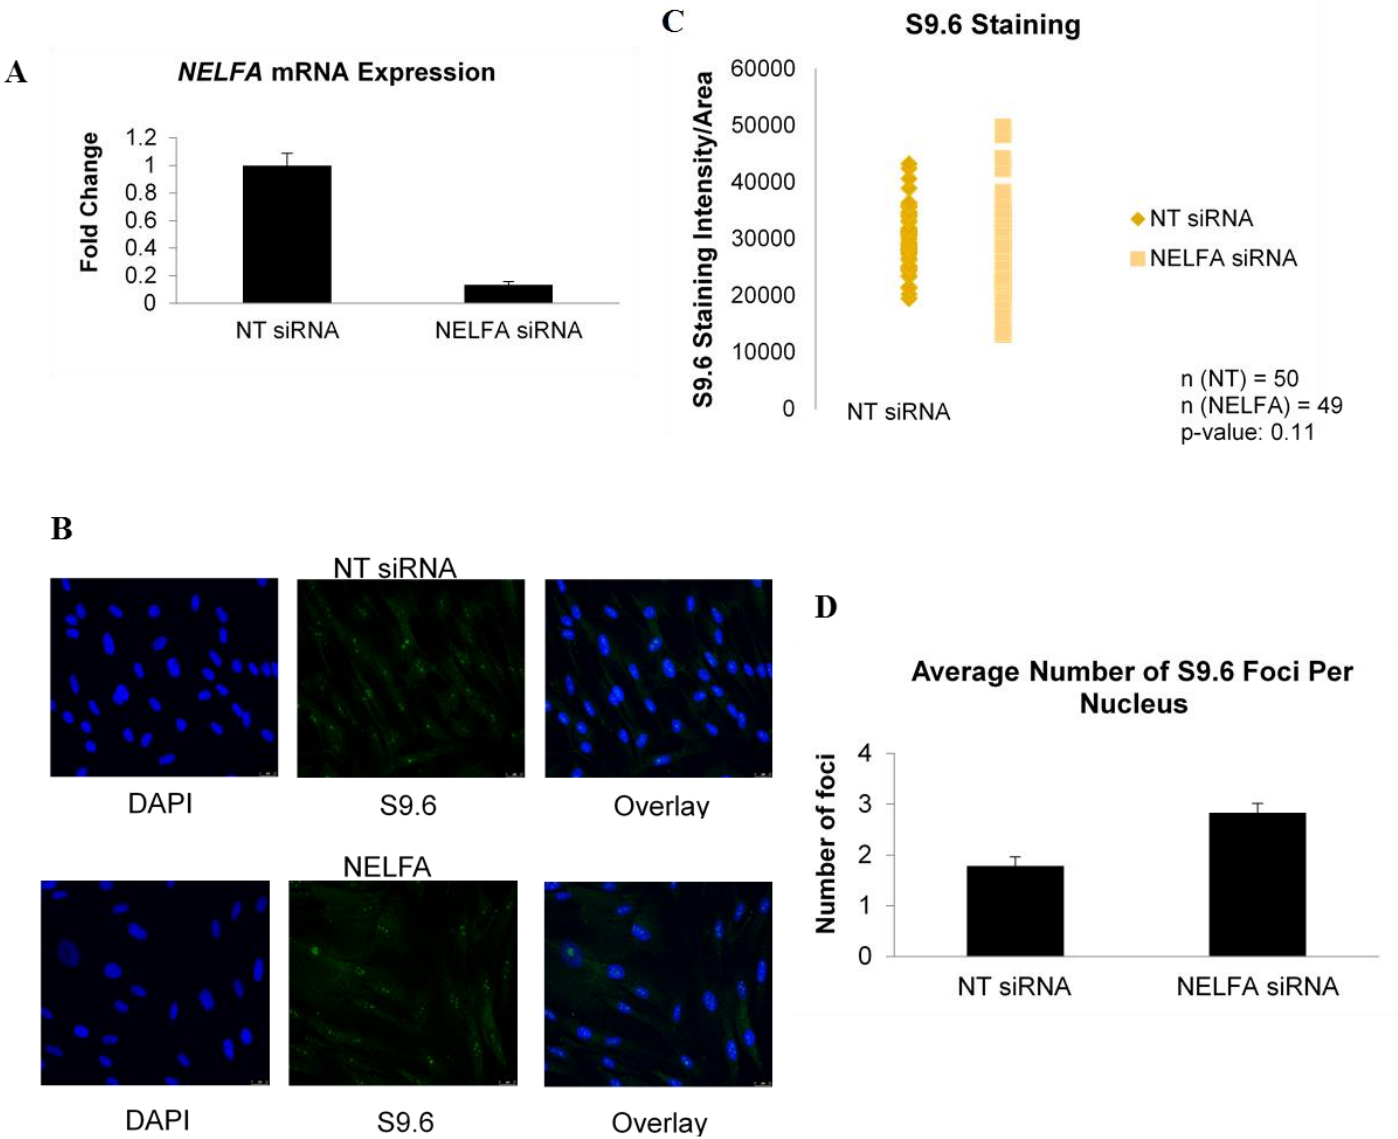 A
NELFA mRNA Expression
Fold Change
1.2
1
0.8
0.6
0.4
0.2
0
NT siRNA
NELFA siRNA
C
S9.6 Staining
S9.6 Staining Intensity/Area
60000
50000
40000
30000
20000
10000
0
NT siRNA
NT siRNA
NELFA siRNA
n (NT) = 50
n (NELFA) = 49
p-value: 0.11
B
NT siRNA
DAPI
S9.6
Overlay
NELFA
DAPI
S9.6
Overlay
D
Average Number of S9.6 Foci Per
Nucleus
Number of foci
4
3
2
1
0
NT siRNA
NELFA siRNA